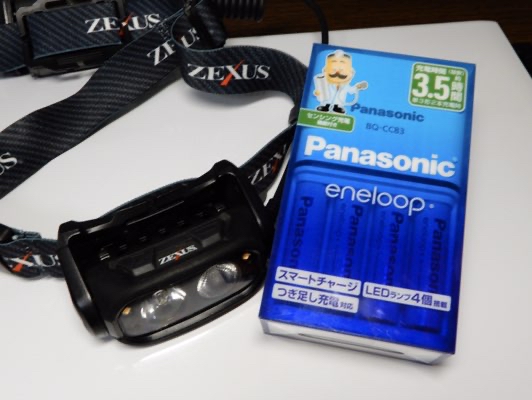 ZEXUS
ZEXUS
ZEXUS
ZEXUS
充電時間
3.5時間
センシング充電
Panasonic
BQ-CC83
Panasonic
eneloop
Panasonic
Panasonic
スマートチャージ
つぎ足し充電対応
LEDランプ4個搭載